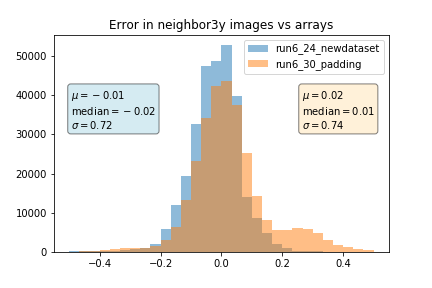 Error in neighbor3y images vs arrays
run6_24_newdataset
run6_30_padding
μ = −0.01
median = −0.02
σ = 0.72
μ = 0.02
median = 0.01
σ = 0.74
50000
40000
30000
20000
10000
0
−0.4 −0.2 0.0 0.2 0.4